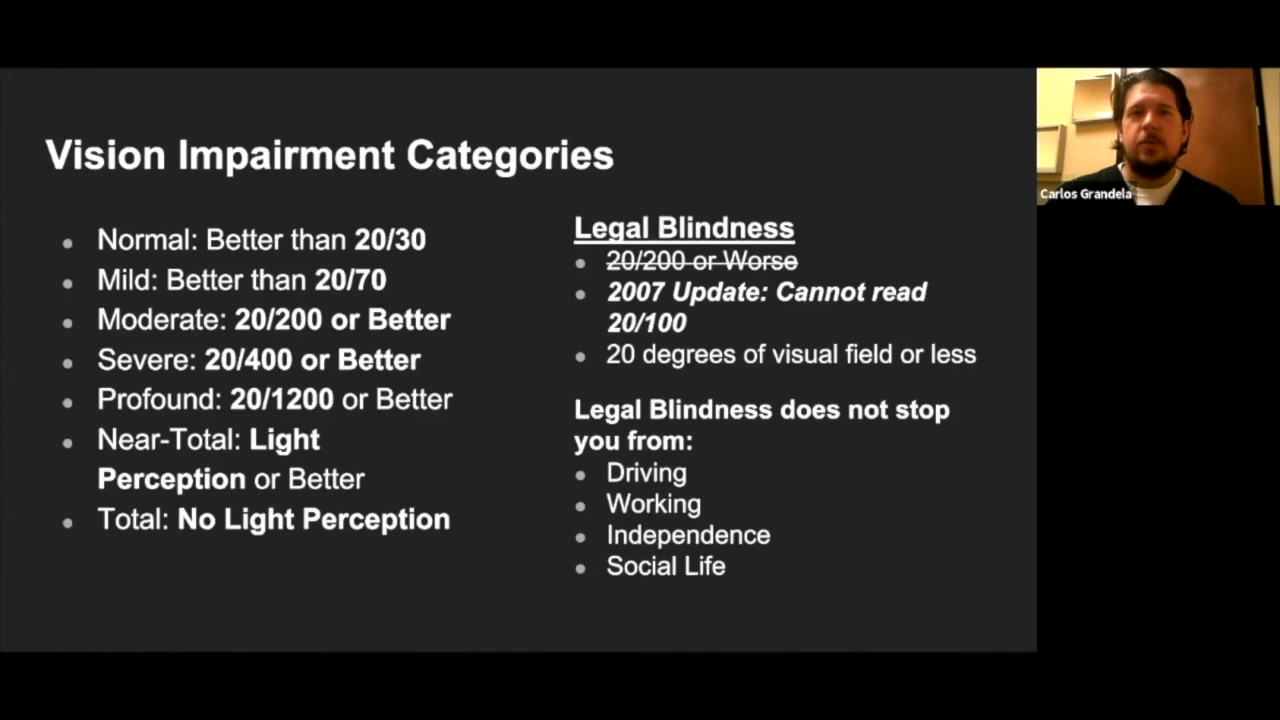 Vision Impairment Categories
Normal: Better than 20/30
Mild: Better than 20/70
Moderate: 20/200 or Better
Severe: 20/400 or Better
Profound: 20/1200 or Better
Near-Total: Light
Perception or Better
Total: No Light Perception
Legal Blindness
20/200 or Worse
2007 Update: Cannot read
20/100
20 degrees of visual field or less
Legal Blindness does not stop
you from:
Driving
Working
Independence
Social Life
Carlos Grandela